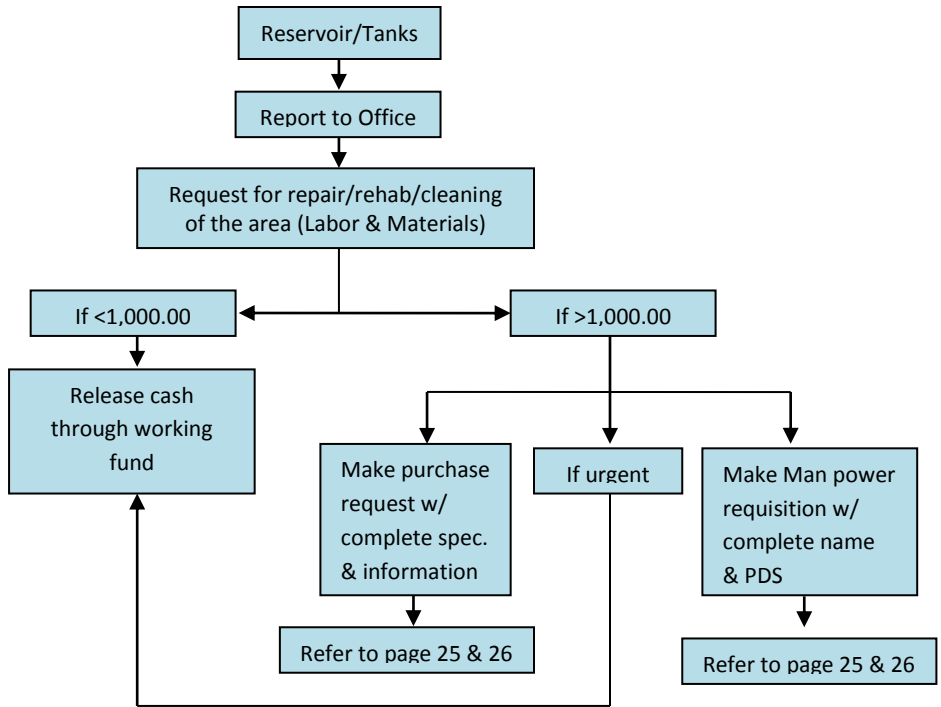 Reservoir/Tanks
Report to Office
Request for repair/rehab/cleaning
of the area (Labor & Materials)
If <1,000.00
If >1,000.00
Release cash
through working
fund
Make purchase
request w/
complete spec.
& information
If urgent
Make Man power
requisition w/
complete name
& PDS
Refer to page 25 & 26
Refer to page 25 & 26